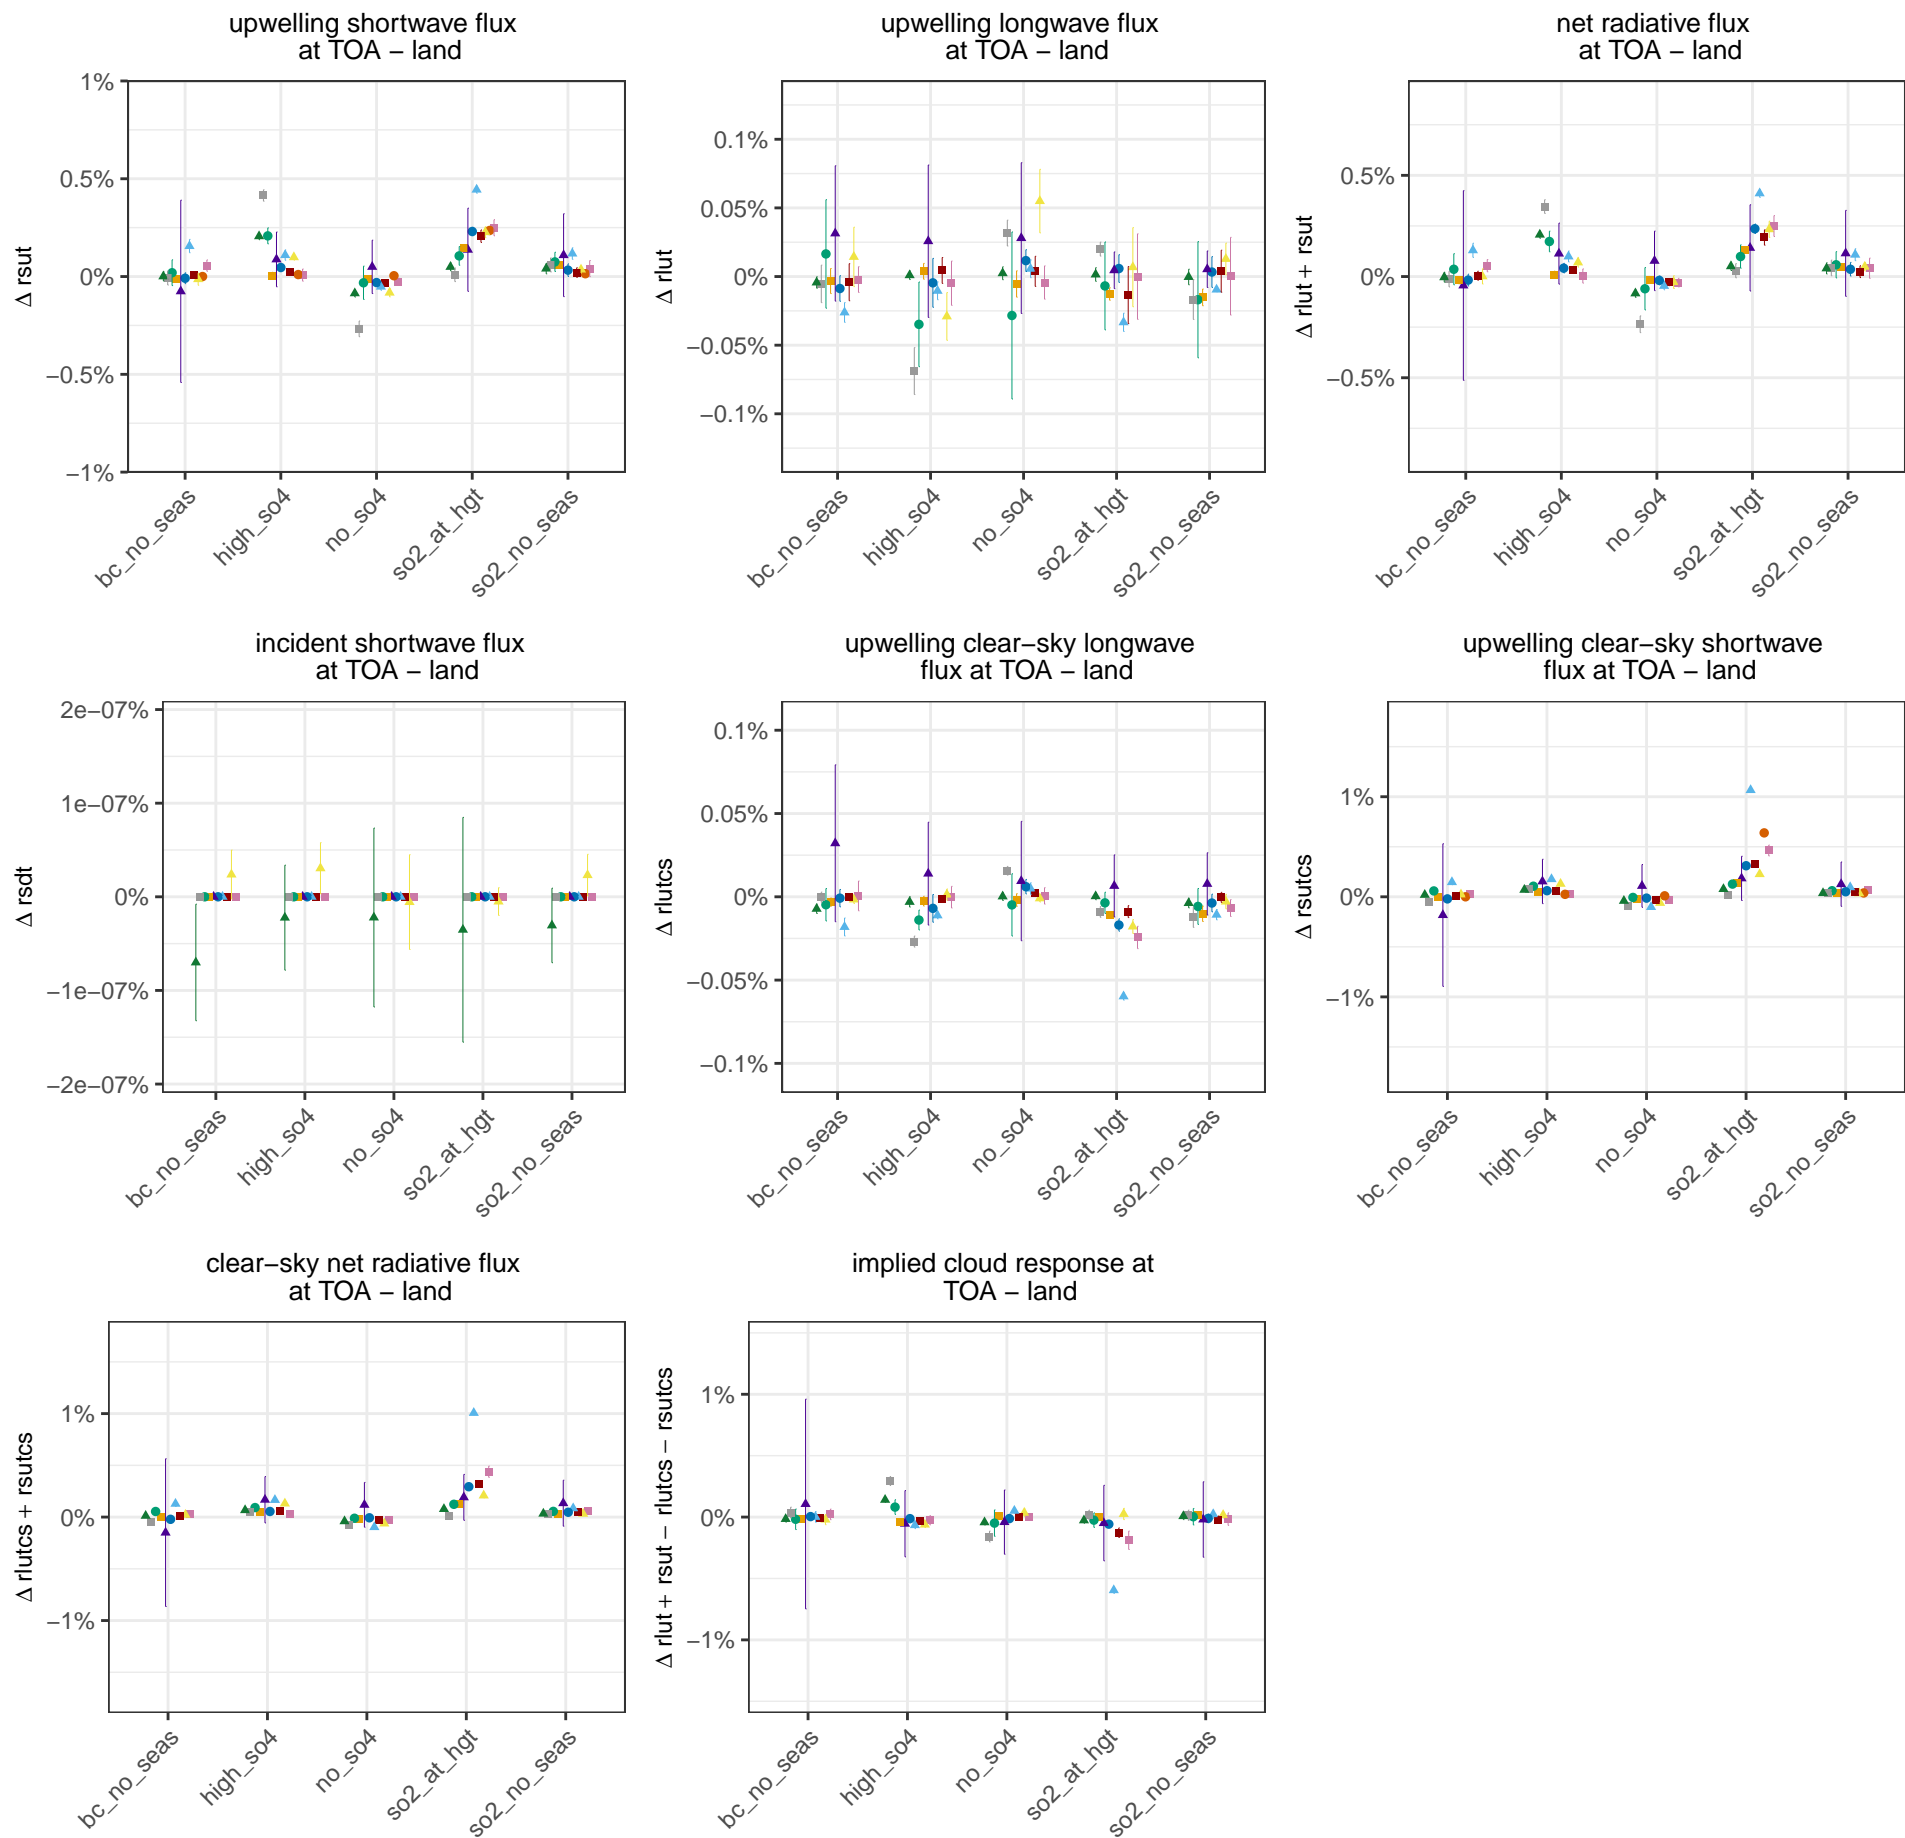 upwelling shortwave flux
at TOA − land
Δ rsut
1%
0.5%
0%
−0.5%
−1%
bc_no_seas
high_so4
no_so4
so2_at_hgt
so2_no_seas
upwelling longwave flux
at TOA − land
Δ rlut
0.1%
0.05%
0%
−0.05%
−0.1%
bc_no_seas
high_so4
no_so4
so2_at_hgt
so2_no_seas
net radiative flux
at TOA − land
Δ rlut + rsut
0.5%
0%
−0.5%
bc_no_seas
high_so4
no_so4
so2_at_hgt
so2_no_seas
incident shortwave flux
at TOA − land
Δ rsdt
2e−07%
1e−07%
0%
−1e−07%
−2e−07%
bc_no_seas
high_so4
no_so4
so2_at_hgt
so2_no_seas
upwelling clear−sky longwave
flux at TOA − land
Δ rlutcs
0.1%
0.05%
0%
−0.05%
−0.1%
bc_no_seas
high_so4
no_so4
so2_at_hgt
so2_no_seas
upwelling clear−sky shortwave
flux at TOA − land
Δ rsutcs
1%
0%
−1%
bc_no_seas
high_so4
no_so4
so2_at_hgt
so2_no_seas
clear−sky net radiative flux
at TOA − land
Δ rlutcs + rsutcs
1%
0%
−1%
bc_no_seas
high_so4
no_so4
so2_at_hgt
so2_no_seas
implied cloud response at
TOA − land
Δ rlut + rsut − rlutcs − rsutcs
1%
0%
−1%
bc_no_seas
high_so4
no_so4
so2_at_hgt
so2_no_seas